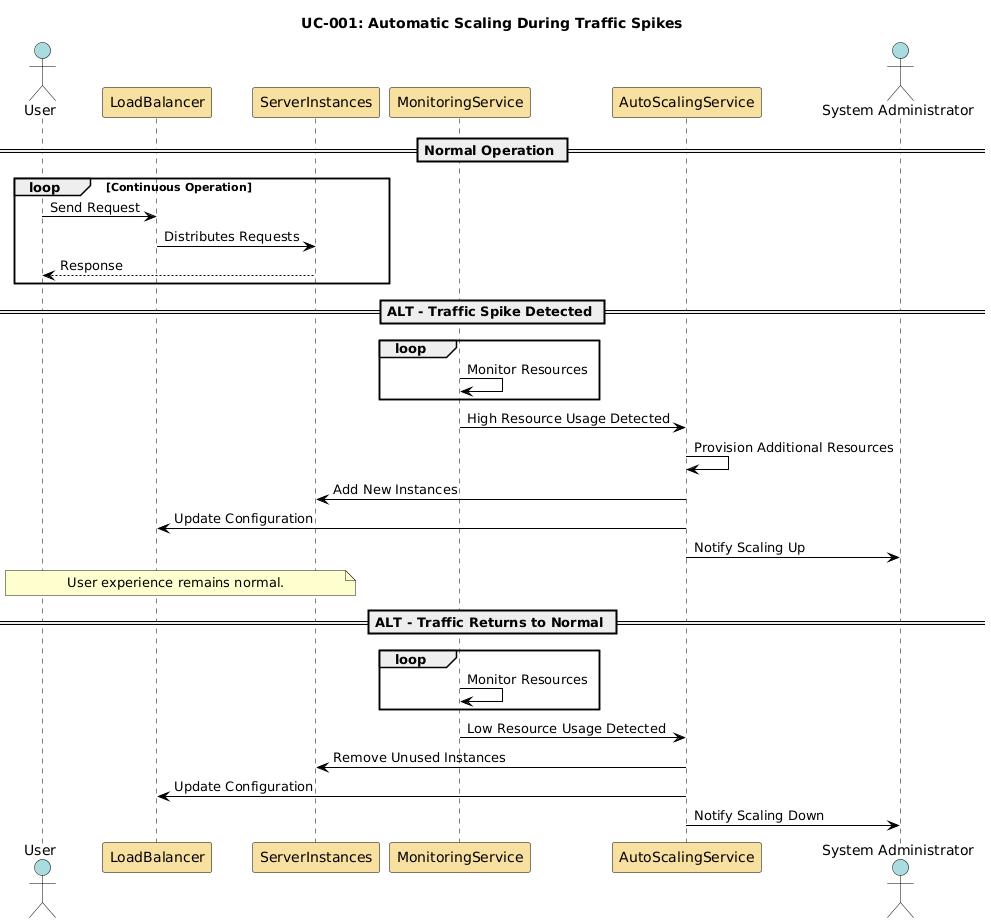 UC-001: Automatic Scaling During Traffic Spikes
User
LoadBalancer
ServerInstances
MonitoringService
AutoScalingService
System Administrator
Normal Operation
loop
[Continuous Operation]
Send Request
Distributes Requests
Response
ALT - Traffic Spike Detected
loop
Monitor Resources
High Resource Usage Detected
Provision Additional Resources
Add New Instances
Update Configuration
Notify Scaling Up
User experience remains normal.
ALT - Traffic Returns to Normal
loop
Monitor Resources
Low Resource Usage Detected
Remove Unused Instances
Update Configuration
Notify Scaling Down
User
LoadBalancer
ServerInstances
MonitoringService
AutoScalingService
System Administrator